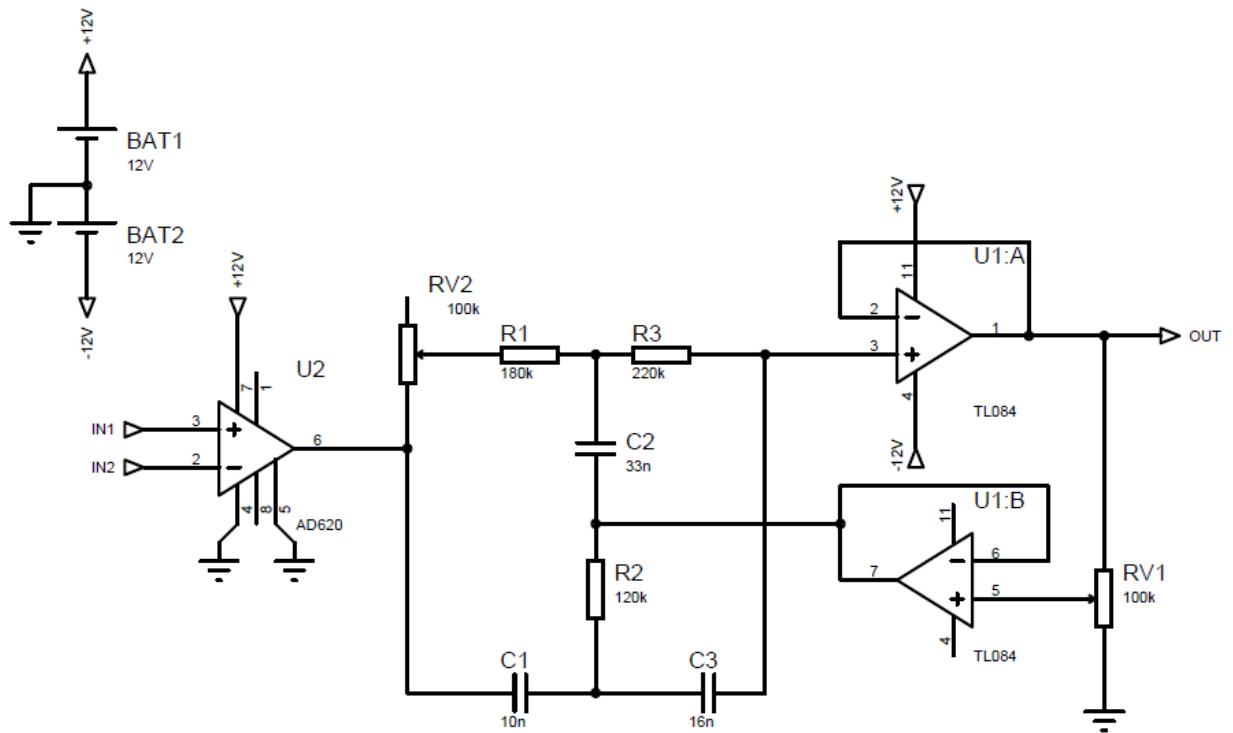 +12V
BAT1
12V
BAT2
12V
-12V
+12V
U2
7
1
IN1
3
+
IN2
2
−
6
4
8
5
AD620
RV2
100k
R1
180k
R3
220k
C2
33n
R2
120k
C1
10n
C3
16n
+12V
U1:A
11
2
−
3
+
1
OUT
4
TL084
-12V
U1:B
11
6
−
7
5
+
4
TL084
RV1
100k